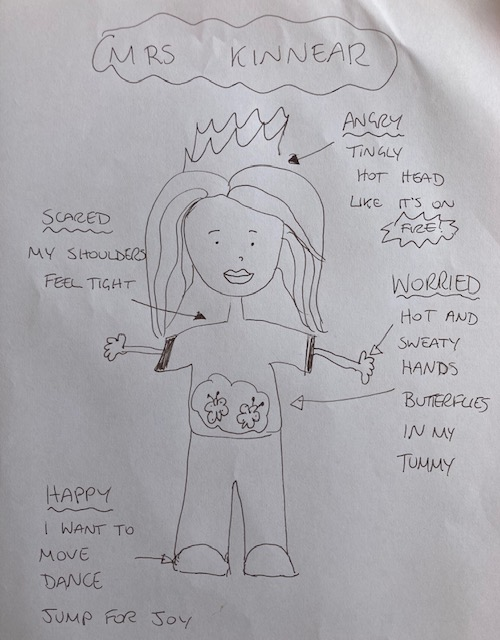 MRS KINNEAR
ANGRY
TINGLY
HOT HEAD
LIKE IT'S ON
FIRE!
SCARED
MY SHOULDERS
FEEL TIGHT
WORRIED
HOT AND
SWEATY
HANDS
BUTTERFLIES
IN MY
TUMMY
HAPPY
I WANT TO
MOVE
DANCE
JUMP FOR JOY